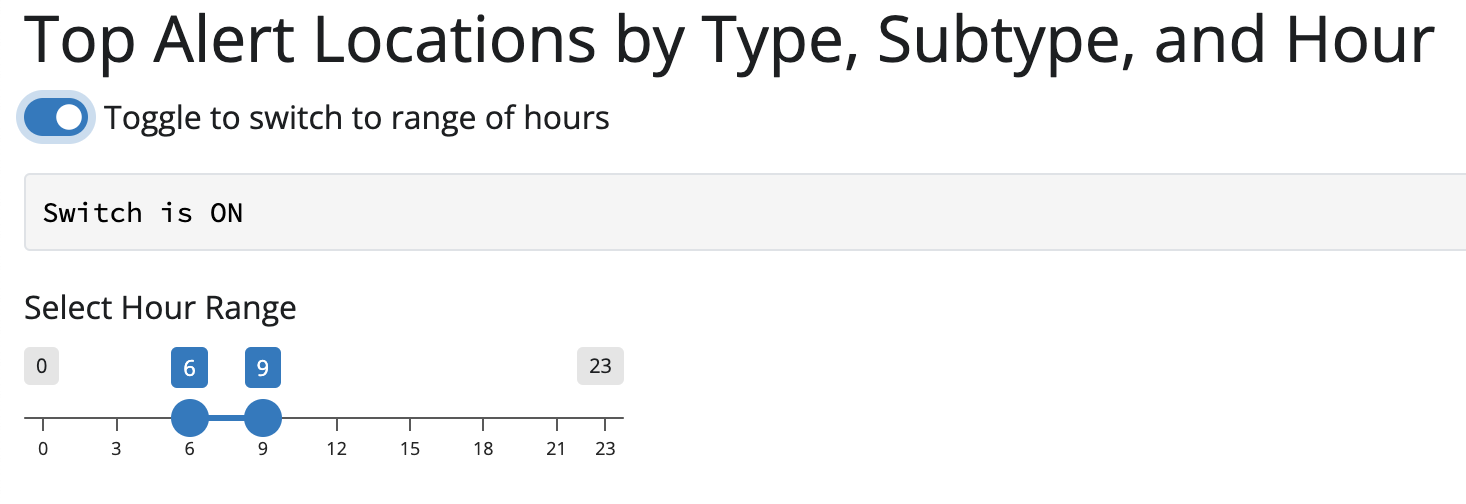 Top Alert Locations by Type, Subtype, and Hour
Toggle to switch to range of hours
Switch is ON
Select Hour Range
0 6 9 23
0 3 6 9 12 15 18 21 23